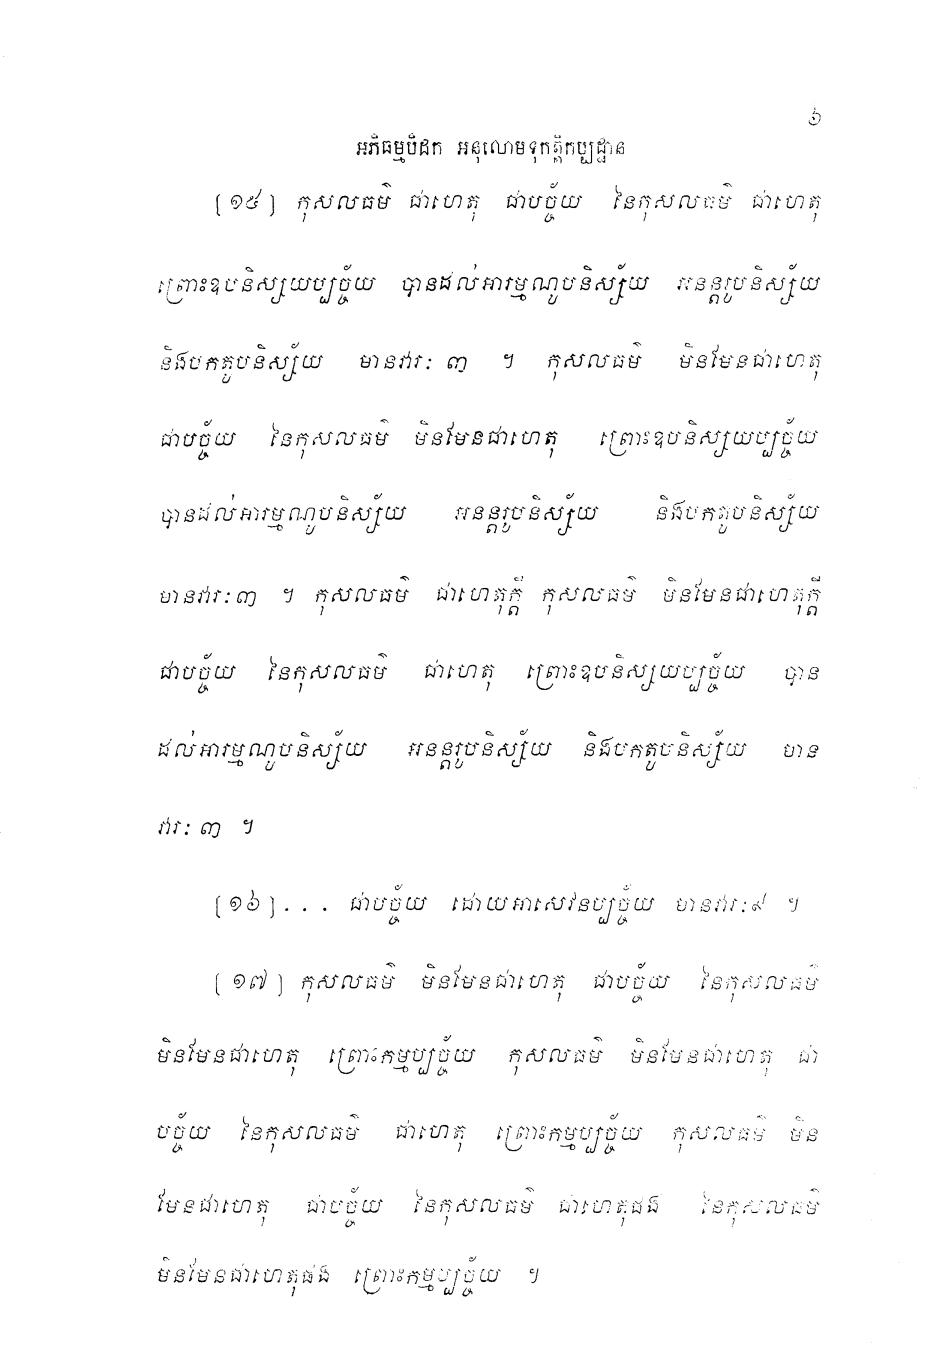 ៦
អភិធម្មបិដក អនុលោមទុកត្តិកប្បដ្ឋាន
[១៥] កុសលធម៌ ជាហេតុ ជាបច្ច័យ នៃកុសលធម៌ ជាហេតុ
ព្រោះឧបនិស្សយប្បច្ច័យ បានដល់អារម្មណូបនិស្ស័យ អនន្តរូបនិស្ស័យ
និងបកតូបនិស្ស័យ មានវារៈ ៣ ។ កុសលធម៌ មិនមែនជាហេតុ
ជាបច្ច័យ នៃកុសលធម៌ មិនមែនជាហេតុ ព្រោះឧបនិស្សយប្បច្ច័យ
បានដល់អារម្មណូបនិស្ស័យ អនន្តរូបនិស្ស័យ និងបកតូបនិស្ស័យ
មានវារៈ៣ ។ កុសលធម៌ ជាហេតុក្តី កុសលធម៌ មិនមែនជាហេតុក្តី
ជាបច្ច័យ នៃកុសលធម៌ ជាហេតុ ព្រោះឧបនិស្សយប្បច្ច័យ បាន
ដល់អារម្មណូបនិស្ស័យ អនន្តរូបនិស្ស័យ និងបកតូបនិស្ស័យ មាន
វារៈ ៣ ។
[១៦]... ជាបច្ច័យ ដោយអាសេវនប្បច្ច័យ មានវារៈ៩ ។
[១៧] កុសលធម៌ មិនមែនជាហេតុ ជាបច្ច័យ នៃកុសលធម៌
មិនមែនជាហេតុ ព្រោះកម្មប្បច្ច័យ កុសលធម៌ មិនមែនជាហេតុ ជា
បច្ច័យ នៃកុសលធម៌ ជាហេតុ ព្រោះកម្មប្បច្ច័យ កុសលធម៌ មិន
មែនជាហេតុ ជាបច្ច័យ នៃកុសលធម៌ ជាហេតុផង នៃកុសលធម៌
មិនមែនជាហេតុផង ព្រោះកម្មប្បច្ច័យ ។